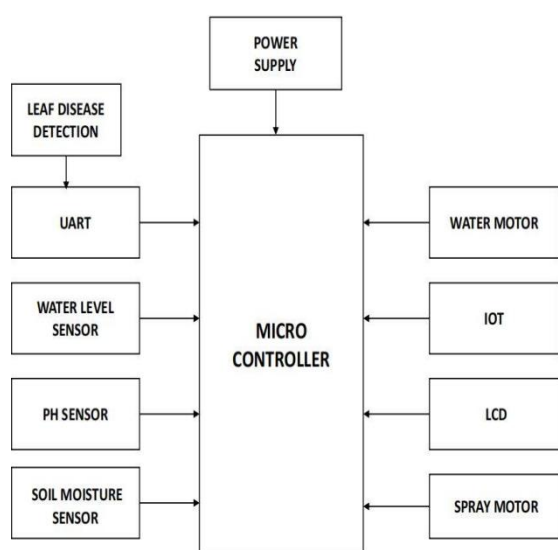 POWER
SUPPLY
LEAF DISEASE
DETECTION
UART
WATER LEVEL
SENSOR
PH SENSOR
SOIL MOISTURE
SENSOR
MICRO
CONTROLLER
WATER MOTOR
IOT
LCD
SPRAY MOTOR